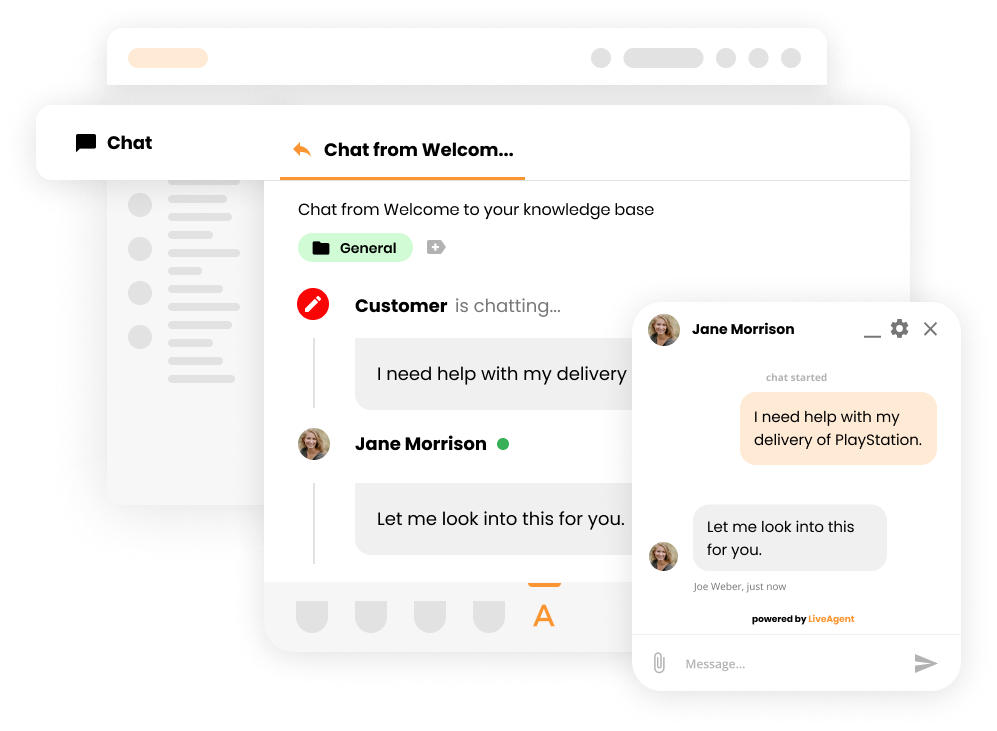 Chat
Chat from Welcom...
Chat from Welcome to your knowledge base
General
Customer is chatting...
I need help with my delivery
Jane Morrison
Let me look into this for you.
A
Jane Morrison
chat started
I need help with my
delivery of PlayStation.
Let me look into this
for you.
Joe Weber, just now
powered by LiveAgent
Message...